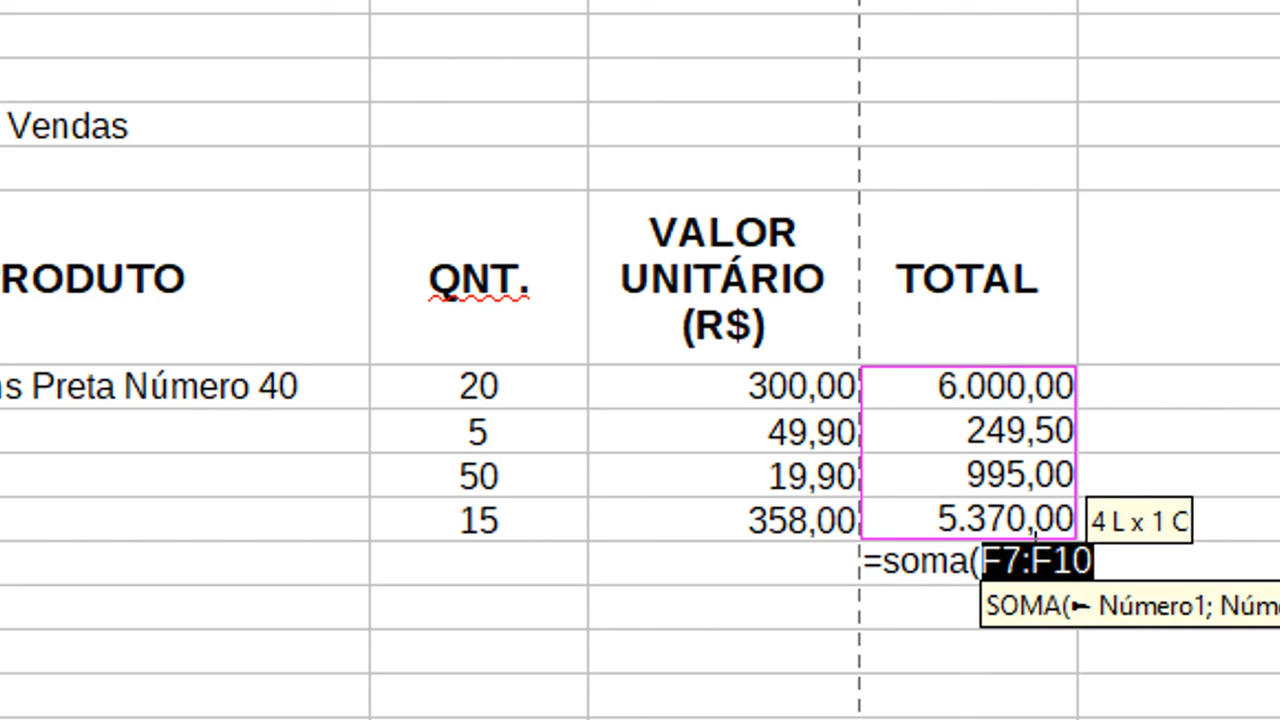 Vendas
RODUTO QNT. VALOR UNITÁRIO (R$) TOTAL
s Preta Número 40 20 300,00 6.000,00
5 49,90 249,50
50 19,90 995,00
15 358,00 5.370,00 4 L x 1 C
=soma(F7:F10
SOMA( Número1; Núm